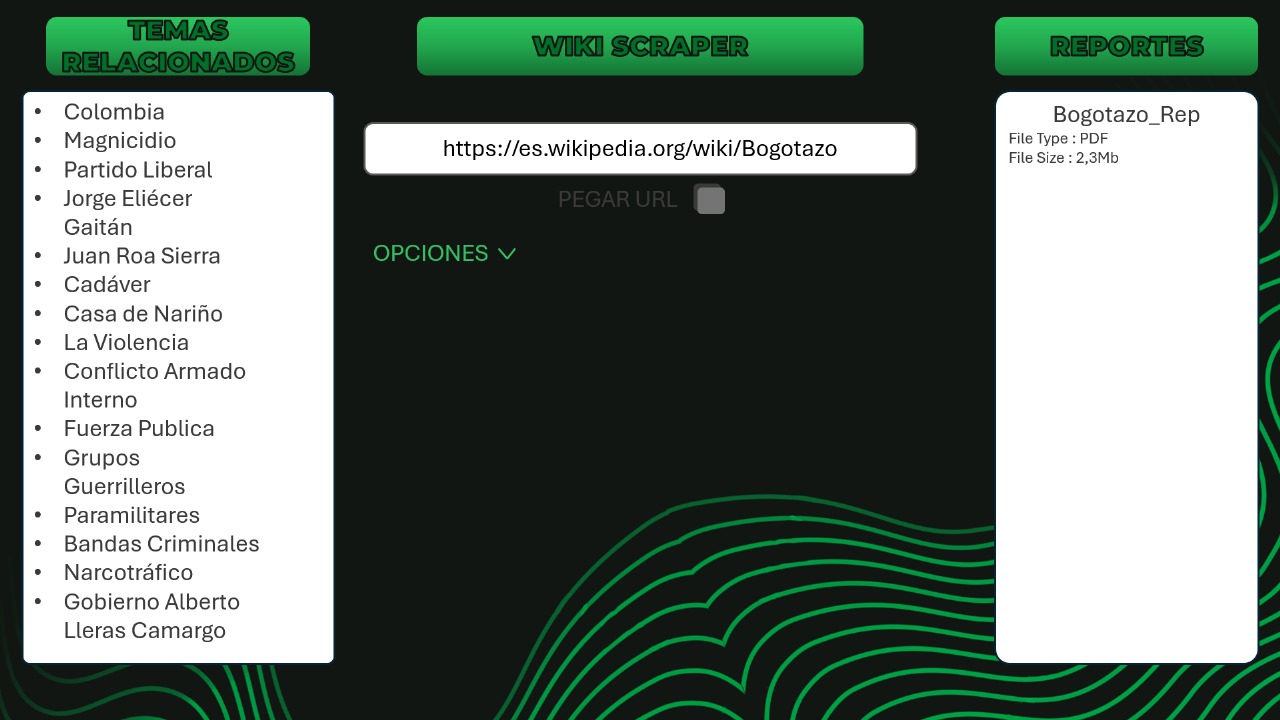 TEMAS
RELACIONADOS
WIKI SCRAPER
REPORTES
• Colombia
• Magnicidio
• Partido Liberal
• Jorge Eliécer
Gaitán
• Juan Roa Sierra
• Cadáver
• Casa de Nariño
• La Violencia
• Conflicto Armado
Interno
• Fuerza Publica
• Grupos
Guerrilleros
• Paramilitares
• Bandas Criminales
• Narcotráfico
• Gobierno Alberto
Lleras Camargo
https://es.wikipedia.org/wiki/Bogotazo
PEGAR URL
OPCIONES
Bogotazo_Rep
File Type : PDF
File Size : 2,3Mb